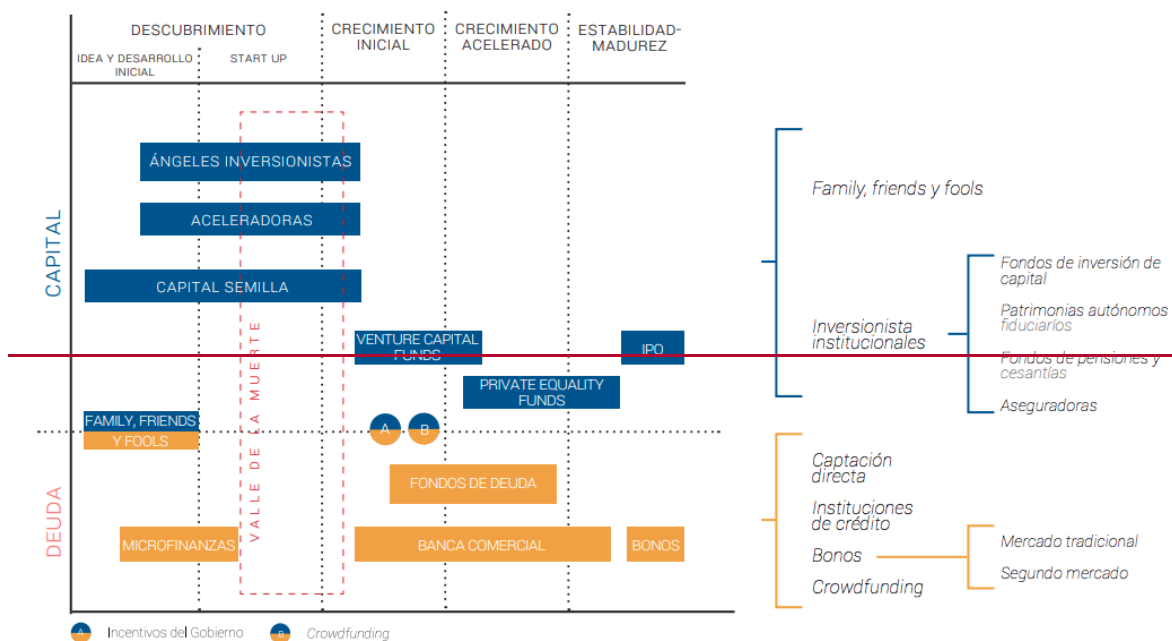 DESCUBRIMIENTO
CRECIMIENTO
INICIAL
CRECIMIENTO
ACELERADO
ESTABILIDAD-
MADUREZ
IDEA Y DESARROLLO
INICIAL
START UP
CAPITAL
ÁNGELES INVERSIONISTAS
ACELERADORAS
CAPITAL SEMILLA
VALLE DE LA MUERTE
VENTURE CAPITAL
FUNDS
IPO
PRIVATE EQUALITY
FUNDS
FAMILY, FRIENDS
Y FOOLS
A
B
DEUDA
FONDOS DE DEUDA
MICROFINANZAS
BANCA COMERCIAL
BONOS
A Incentivos del Gobierno
B Crowdfunding
Family, friends y fools
Inversionista
institucionales
Fondos de inversión de
capital
Patrimonias autónomos
fiduciaríos
Fondos de pensiones y
cesantías
Aseguradoras
Captación
directa
Instituciones
de crédito
Bonos
Crowdfunding
Mercado tradicional
Segundo mercado